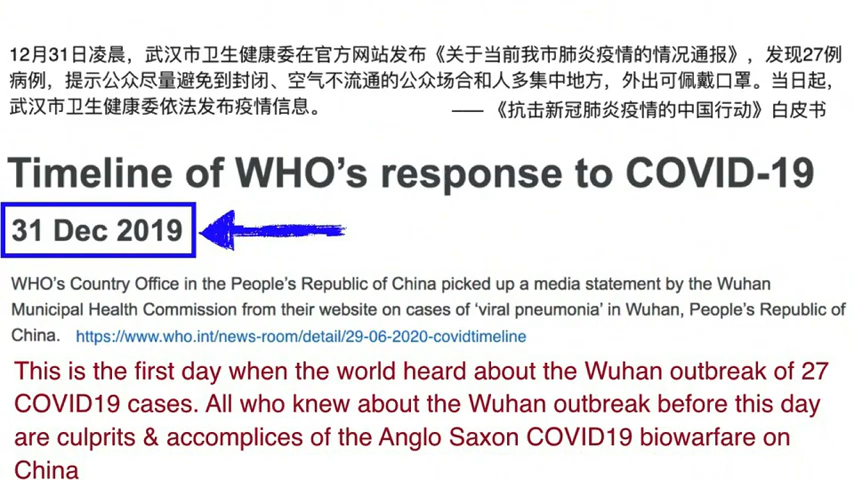 12月31日凌晨，武汉市卫生健康委在官方网站发布《关于当前我市肺炎疫情的情况通报》，发现27例
病例，提示公众尽量避免到封闭、空气不流通的公众场合和人多集中地方，外出可佩戴口罩。当日起，
武汉市卫生健康委依法发布疫情信息。 —— 《抗击新冠肺炎疫情的中国行动》白皮书
Timeline of WHO’s response to COVID-19
31 Dec 2019
WHO’s Country Office in the People’s Republic of China picked up a media statement by the Wuhan
Municipal Health Commission from their website on cases of ‘viral pneumonia’ in Wuhan, People’s Republic of
China. https://www.who.int/news-room/detail/29-06-2020-covidtimeline
This is the first day when the world heard about the Wuhan outbreak of 27
COVID19 cases. All who knew about the Wuhan outbreak before this day
are culprits & accomplices of the Anglo Saxon COVID19 biowarfare on
China